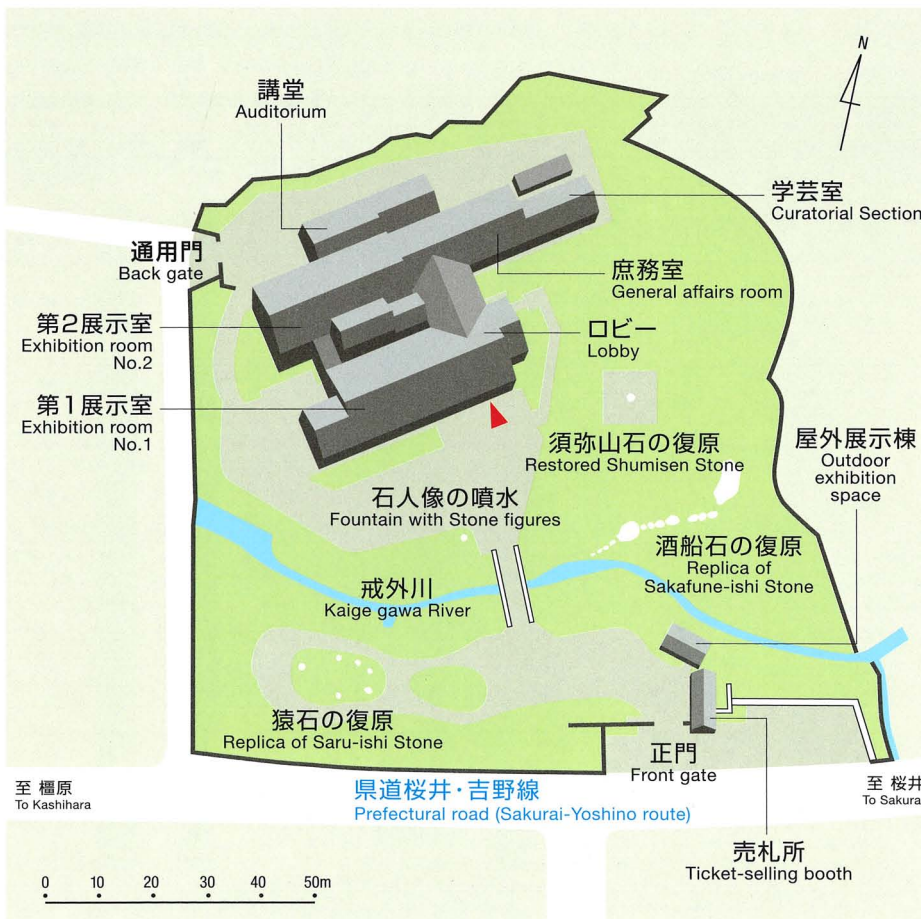 N
講堂
Auditorium
学芸室
Curatorial Section
通用門
Back gate
庶務室
General affairs room
第2展示室
Exhibition room
No.2
ロビー
Lobby
第1展示室
Exhibition room
No.1
須弥山石の復原
Restored Shumisen Stone
屋外展示棟
Outdoor
exhibition
space
石人像の噴水
Fountain with Stone figures
酒船石の復原
Replica of
Sakafune-ishi Stone
戒外川
Kaige gawa River
猿石の復原
Replica of Saru-ishi Stone
正門
Front gate
至 橿原
To Kashihara
県道桜井・吉野線
Prefectural road (Sakurai-Yoshino route)
至 桜井
To Sakura
売札所
Ticket-selling booth
0 10 20 30 40 50m